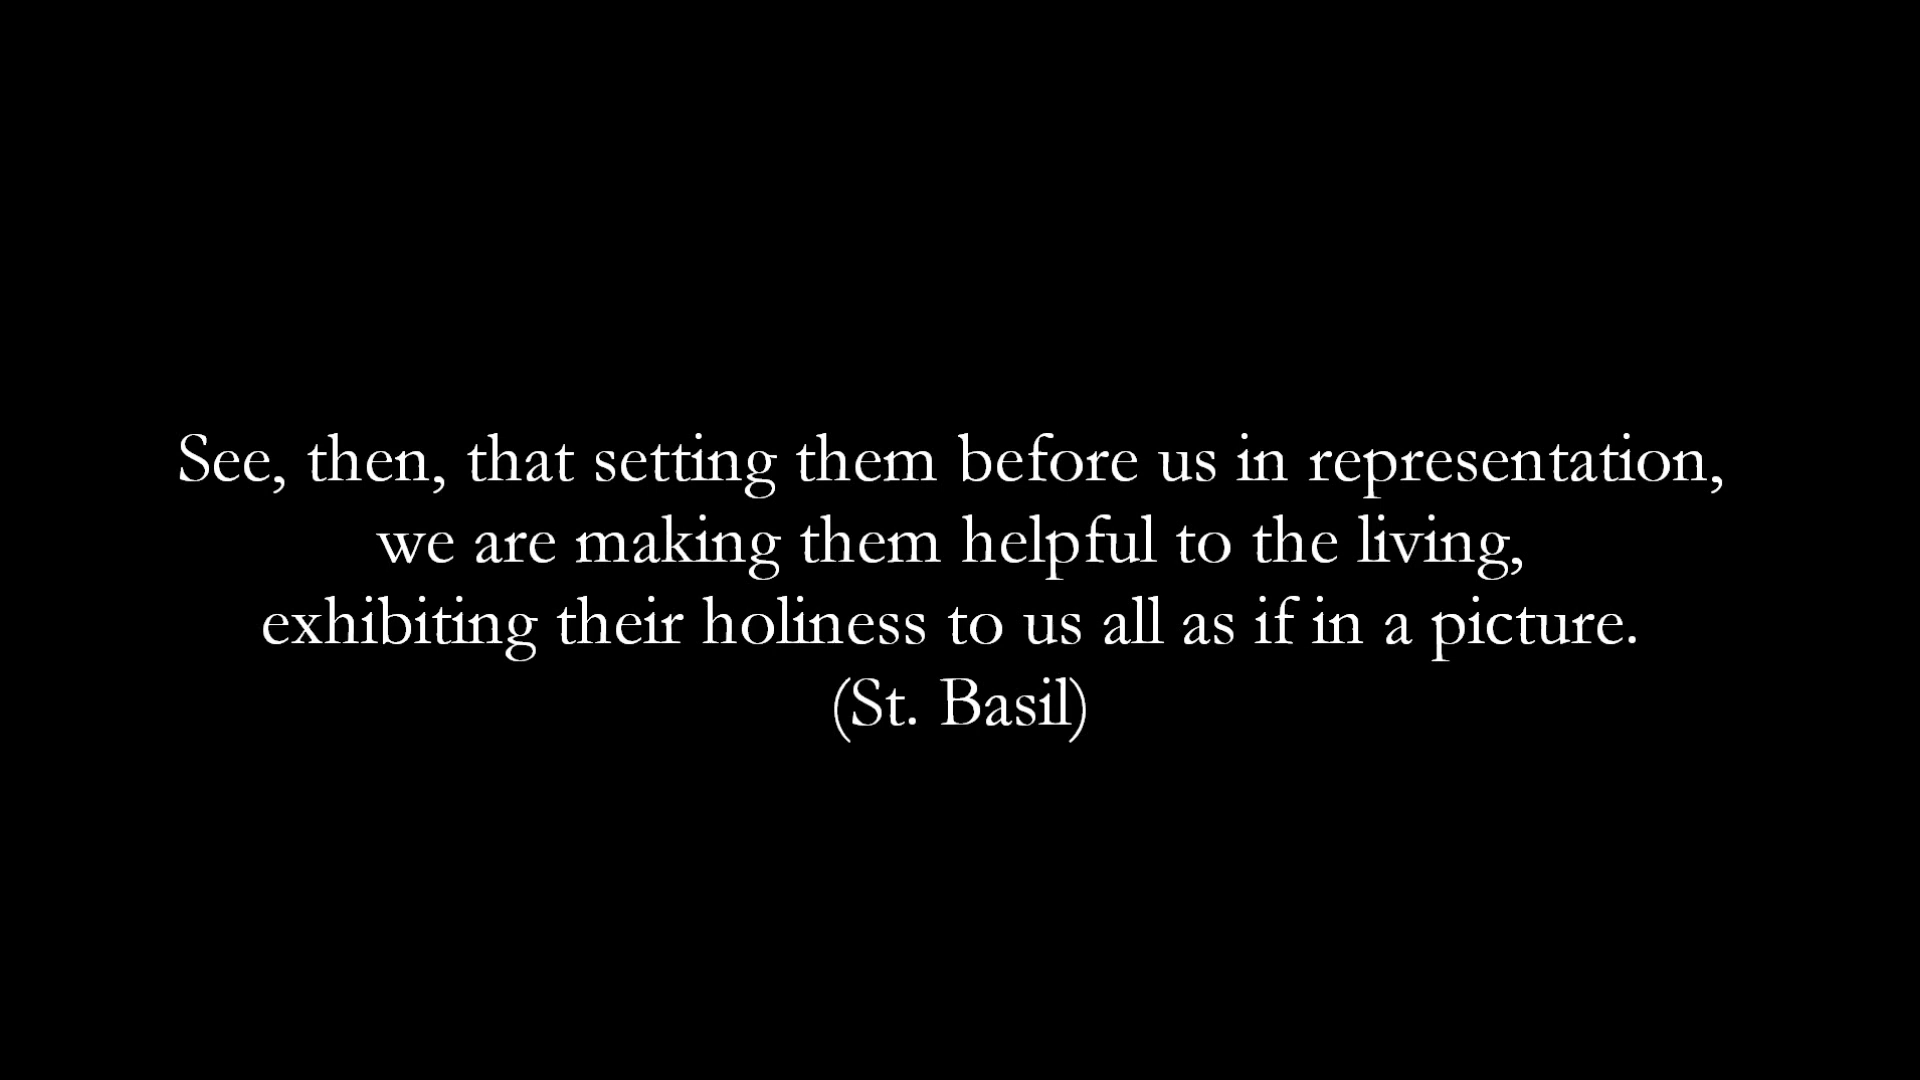 See, then, that setting them before us in representation,
we are making them helpful to the living,
exhibiting their holiness to us all as if in a picture.
(St. Basil)